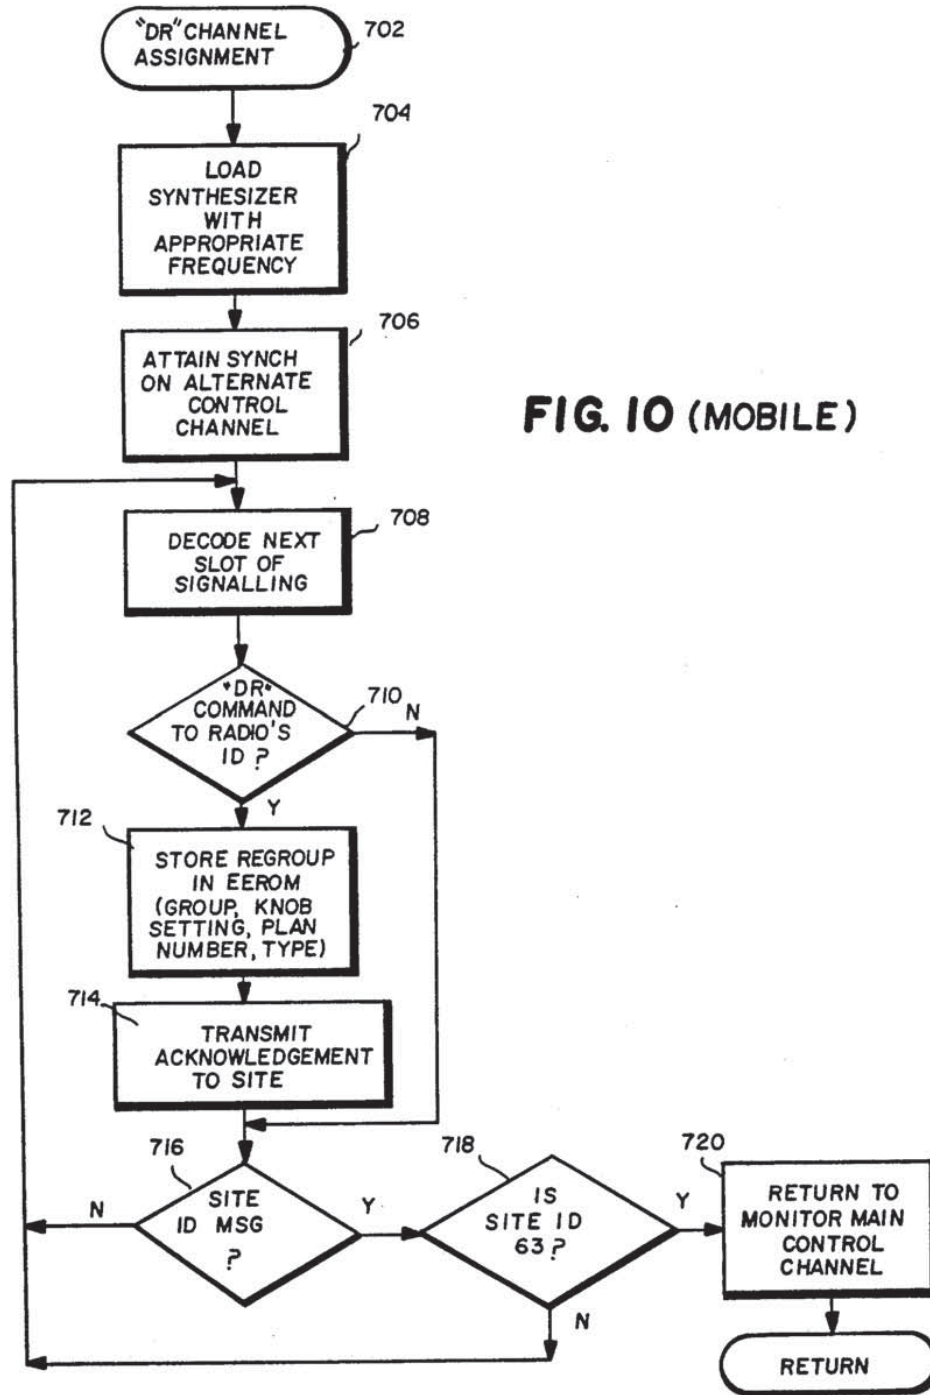 "DR" CHANNEL
ASSIGNMENT
702
704
LOAD
SYNTHESIZER
WITH
APPROPRIATE
FREQUENCY
706
ATTAIN SYNCH
ON ALTERNATE
CONTROL
CHANNEL
FIG. 10 (MOBILE)
708
DECODE NEXT
SLOT OF
SIGNALLING
710
"DR"
COMMAND
TO RADIO'S
ID ?
N
Y
712
STORE REGROUP
IN EEROM
(GROUP, KNOB
SETTING, PLAN
NUMBER, TYPE)
714
TRANSMIT
ACKNOWLEDGEMENT
TO SITE
716
SITE
ID MSG
?
N
Y
718
IS
SITE ID
63 ?
Y
N
720
RETURN TO
MONITOR MAIN
CONTROL
CHANNEL
RETURN